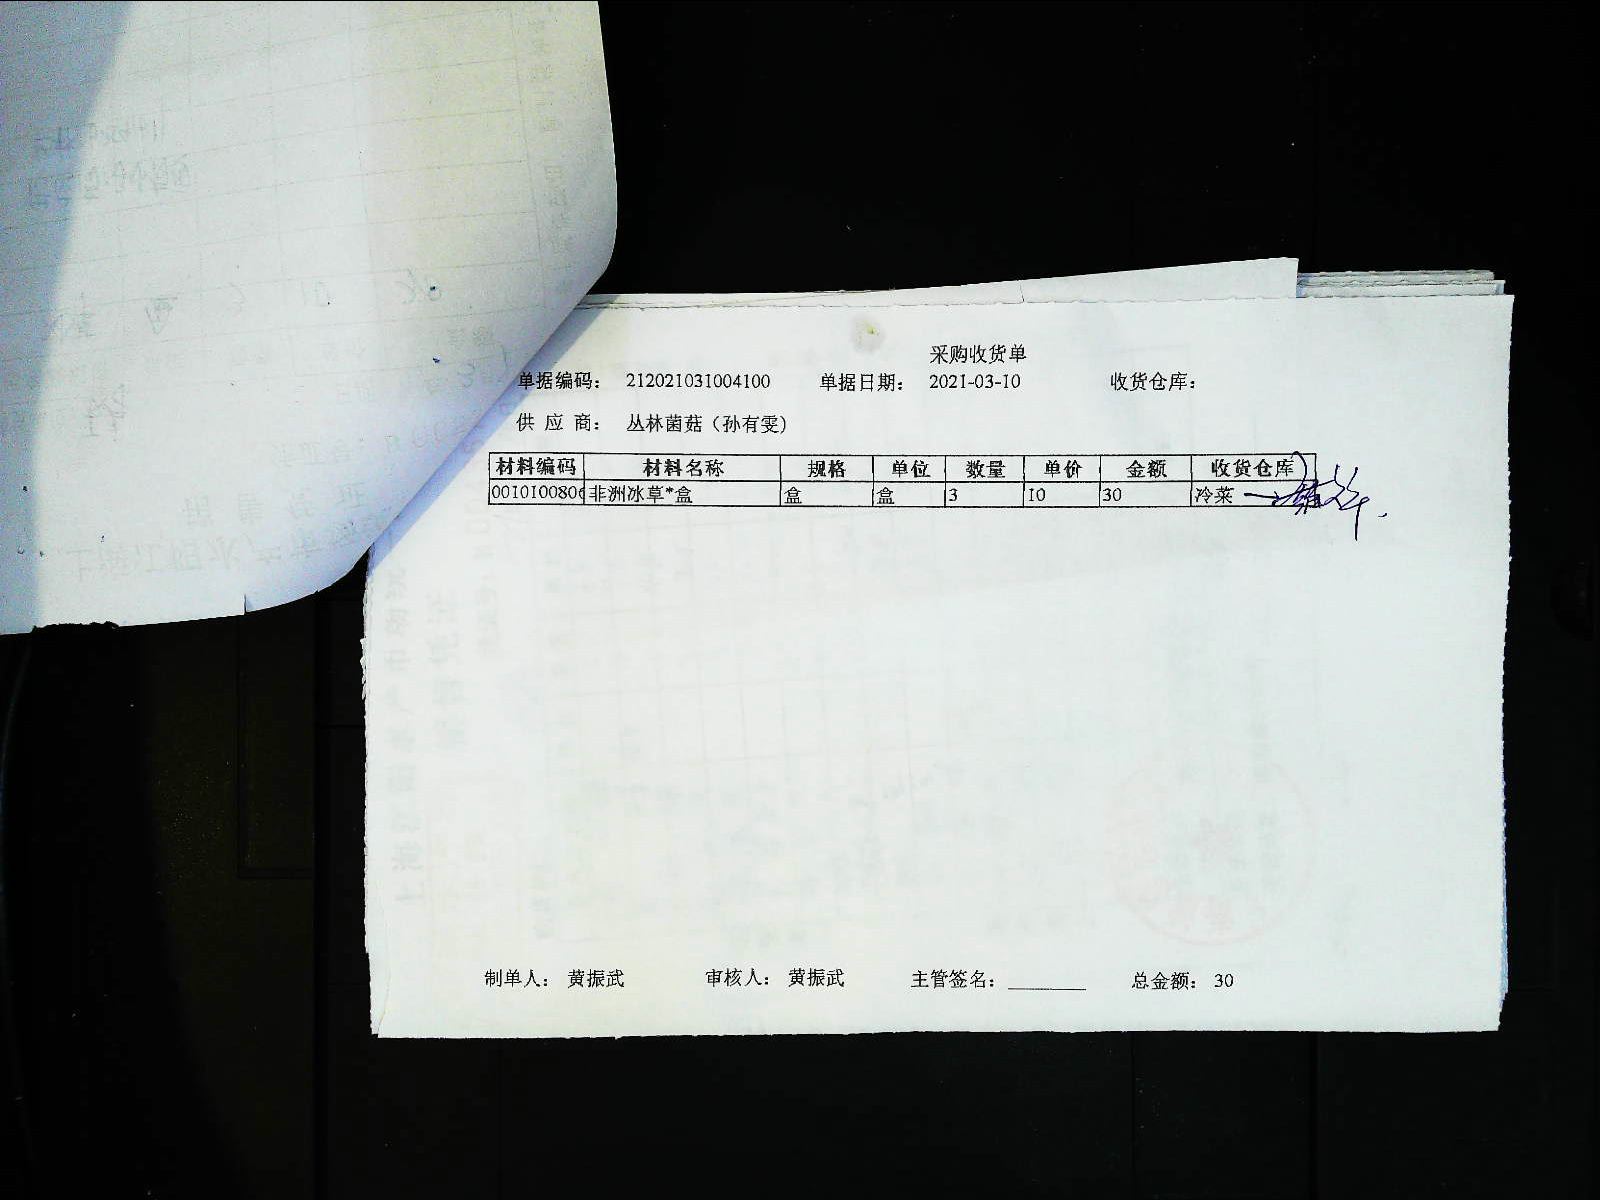 采购收货单
单据编码： 212021031004100 单据日期： 2021-03-10 收货仓库：
供 应 商： 丛林菌菇（孙有雯）
材料编码 材料名称 规格 单位 数量 单价 金额 收货仓库
001010080 非洲冰草*盒 盒 盒 3 10 30 冷菜
制单人： 黄振武 审核人： 黄振武 主管签名： 总金额： 30